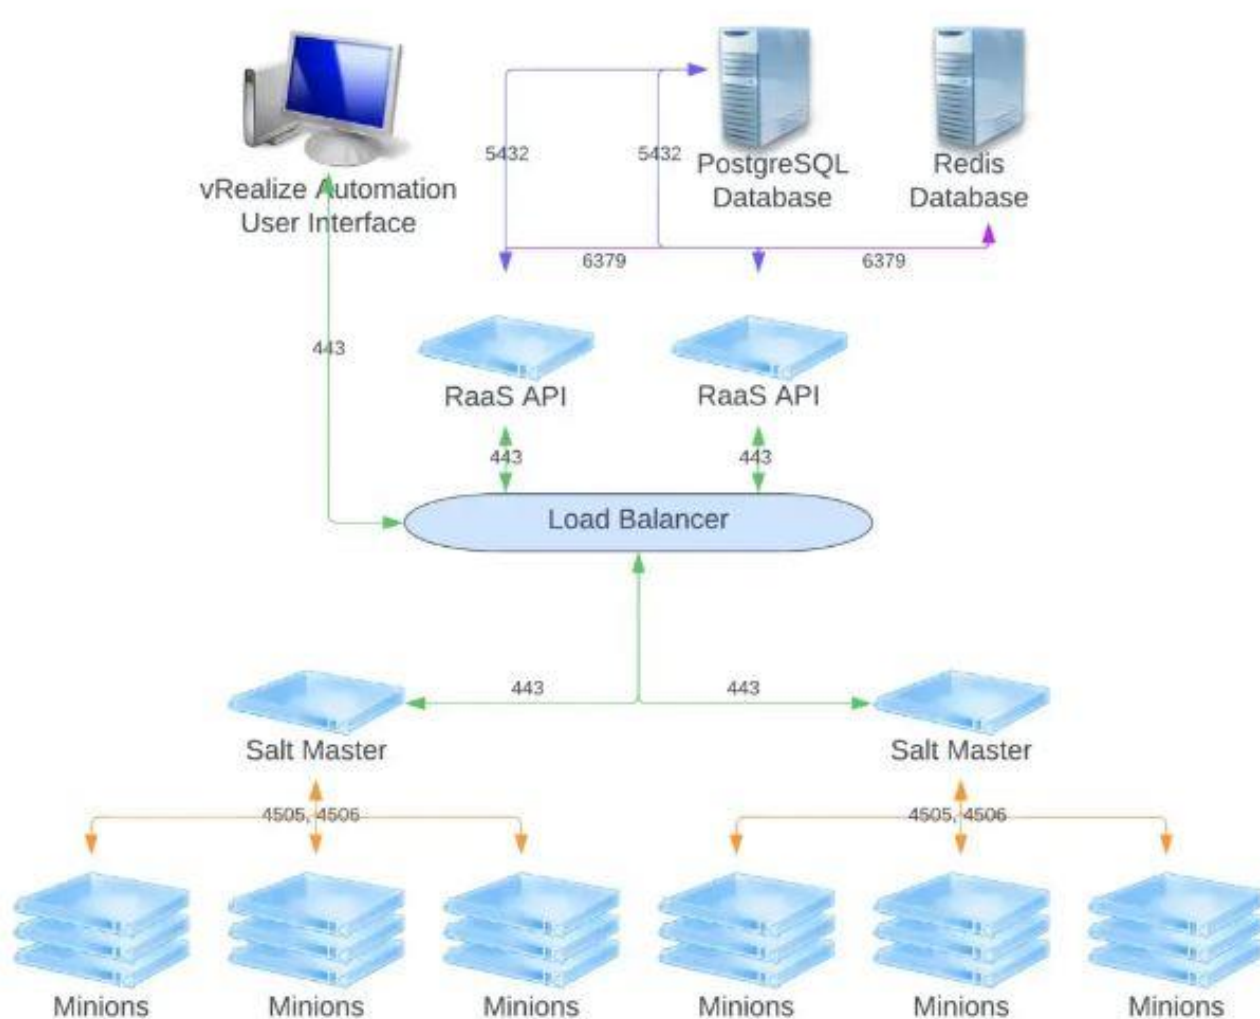 5432
5432
PostgreSQL
Database
Redis
Database
vRealize Automation
User Interface
6379
6379
443
RaaS API
RaaS API
443
443
Load Balancer
443
443
Salt Master
Salt Master
4505, 4506
4505, 4506
Minions
Minions
Minions
Minions
Minions
Minions